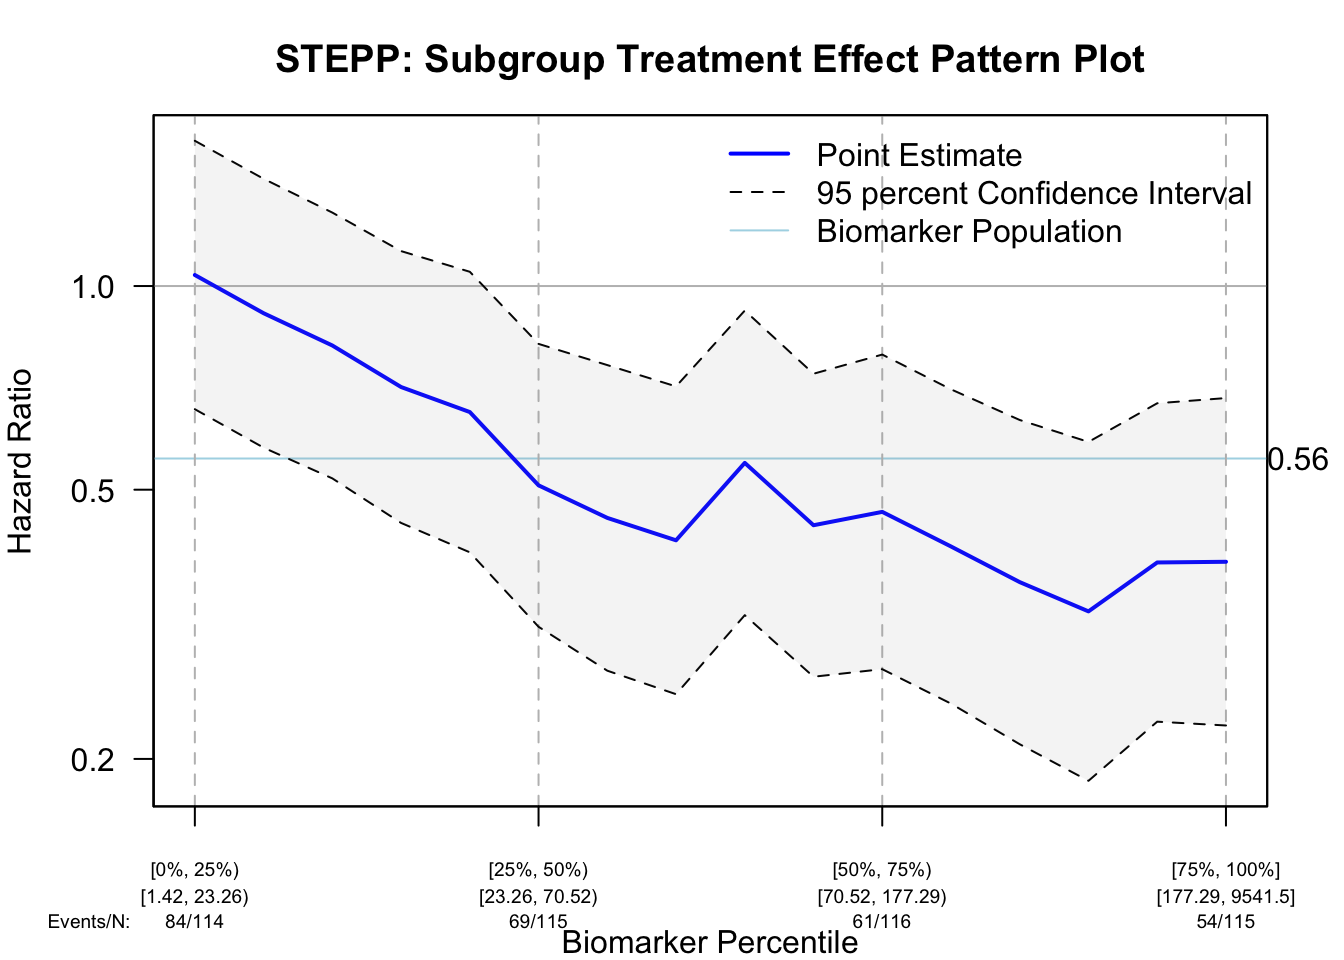 STEPP: Subgroup Treatment Effect Pattern Plot
Point Estimate
95 percent Confidence Interval
Biomarker Population
1.0
0.5
0.2
Hazard Ratio
0.56
[0%, 25%) [25%, 50%) [50%, 75%) [75%, 100%]
[1.42, 23.26) [23.26, 70.52) [70.52, 177.29) [177.29, 9541.5]
Events/N: 84/114 69/115 61/116 54/115
Biomarker Percentile